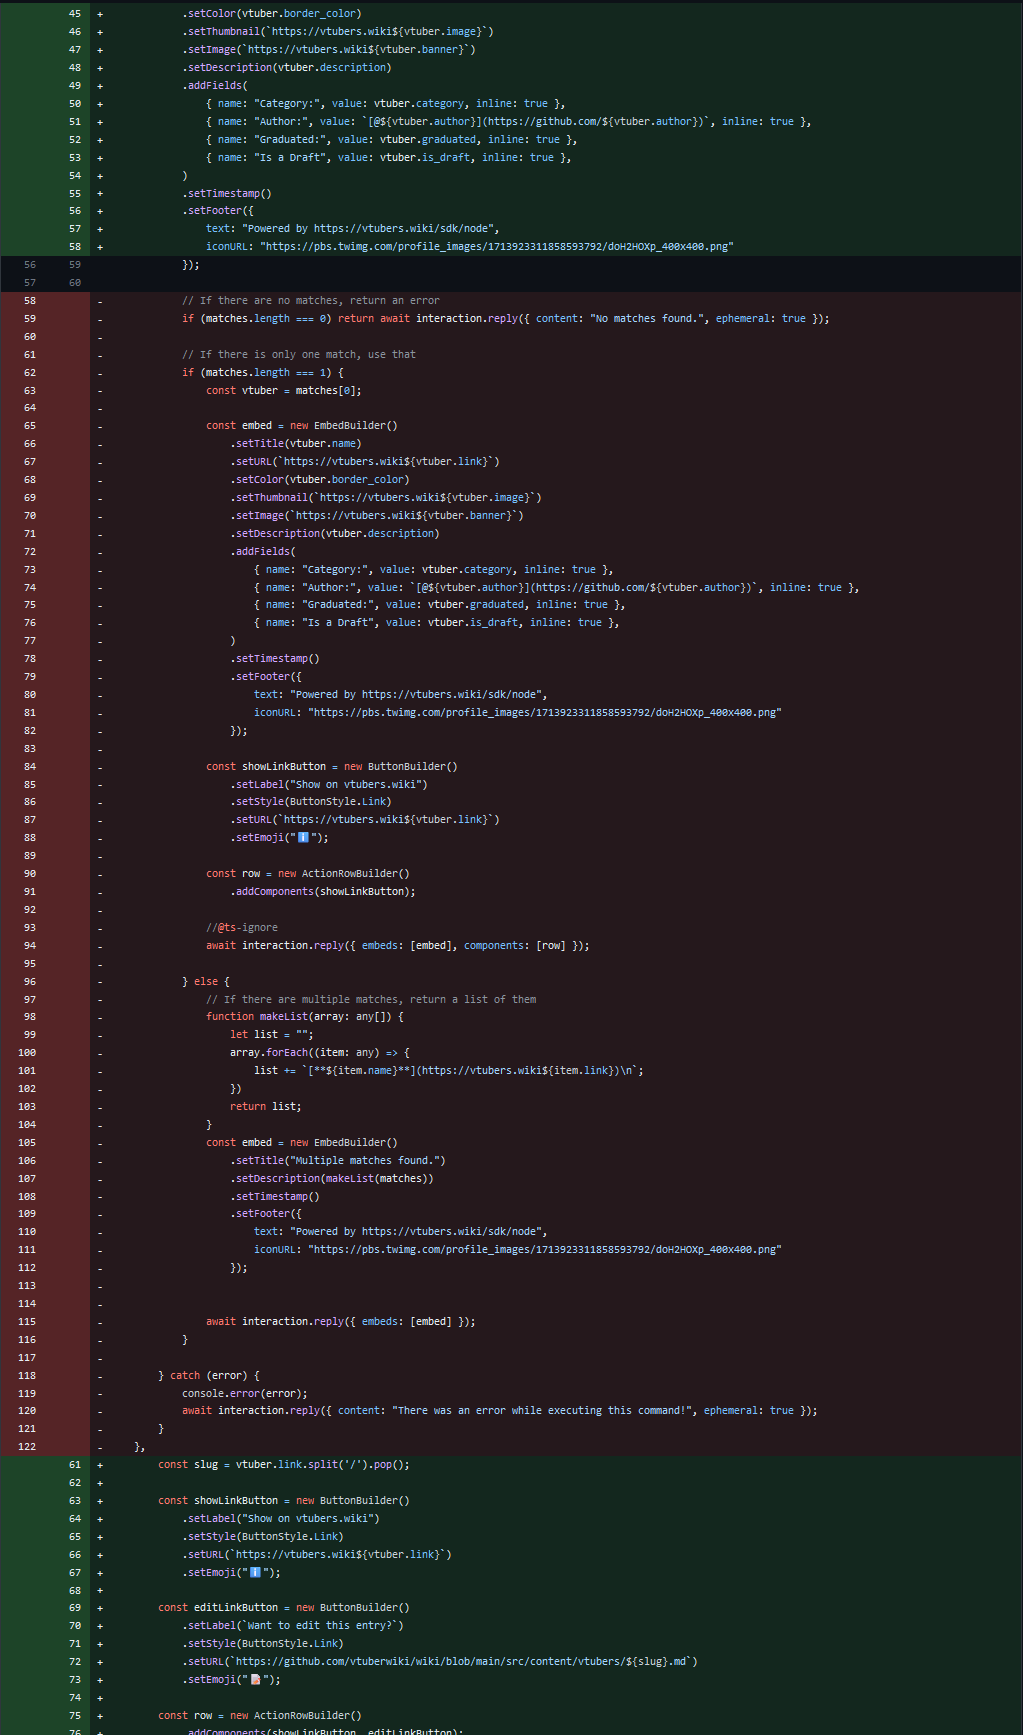 45 + .setColor(vtuber.border_color)
46 + .setThumbnail(`https://vtubers.wiki${vtuber.image}`)
47 + .setImage(`https://vtubers.wiki${vtuber.banner}`)
48 + .setDescription(vtuber.description)
49 + .addFields(
50 + { name: "Category:", value: vtuber.category, inline: true },
51 + { name: "Author:", value: `[@${vtuber.author}](https://github.com/${vtuber.author})`, inline: true },
52 + { name: "Graduated:", value: vtuber.graduated, inline: true },
53 + { name: "Is a Draft", value: vtuber.is_draft, inline: true },
54 + )
55 + .setTimestamp()
56 + .setFooter({
57 + text: "Powered by https://vtubers.wiki/sdk/node",
58 + iconURL: "https://pbs.twimg.com/profile_images/1713923311858593792/doH2HOXp_400x400.png"
56 59 });
57 60
58 - // If there are no matches, return an error
59 - if (matches.length === 0) return await interaction.reply({ content: "No matches found.", ephemeral: true });
60 -
61 - // If there is only one match, use that
62 - if (matches.length === 1) {
63 - const vtuber = matches[0];
64 -
65 - const embed = new EmbedBuilder()
66 - .setTitle(vtuber.name)
67 - .setURL(`https://vtubers.wiki${vtuber.link}`)
68 - .setColor(vtuber.border_color)
69 - .setThumbnail(`https://vtubers.wiki${vtuber.image}`)
70 - .setImage(`https://vtubers.wiki${vtuber.banner}`)
71 - .setDescription(vtuber.description)
72 - .addFields(
73 - { name: "Category:", value: vtuber.category, inline: true },
74 - { name: "Author:", value: `[@${vtuber.author}](https://github.com/${vtuber.author})`, inline: true },
75 - { name: "Graduated:", value: vtuber.graduated, inline: true },
76 - { name: "Is a Draft", value: vtuber.is_draft, inline: true },
77 - )
78 - .setTimestamp()
79 - .setFooter({
80 - text: "Powered by https://vtubers.wiki/sdk/node",
81 - iconURL: "https://pbs.twimg.com/profile_images/1713923311858593792/doH2HOXp_400x400.png"
82 - });
83 -
84 - const showLinkButton = new ButtonBuilder()
85 - .setLabel("Show on vtubers.wiki")
86 - .setStyle(ButtonStyle.Link)
87 - .setURL(`https://vtubers.wiki${vtuber.link}`)
88 - .setEmoji("ℹ️");
89 -
90 - const row = new ActionRowBuilder()
91 - .addComponents(showLinkButton);
92 -
93 - //@ts-ignore
94 - await interaction.reply({ embeds: [embed], components: [row] });
95 -
96 - } else {
97 - // If there are multiple matches, return a list of them
98 - function makeList(array: any[]) {
99 - let list = "";
100 - array.forEach((item: any) => {
101 - list += `[**${item.name}**](https://vtubers.wiki${item.link})\n`;
102 - })
103 - return list;
104 - }
105 - const embed = new EmbedBuilder()
106 - .setTitle("Multiple matches found.")
107 - .setDescription(makeList(matches))
108 - .setTimestamp()
109 - .setFooter({
110 - text: "Powered by https://vtubers.wiki/sdk/node",
111 - iconURL: "https://pbs.twimg.com/profile_images/1713923311858593792/doH2HOXp_400x400.png"
112 - });
113 -
114 -
115 - await interaction.reply({ embeds: [embed] });
116 - }
117 -
118 - } catch (error) {
119 - console.error(error);
120 - await interaction.reply({ content: "There was an error while executing this command!", ephemeral: true });
121 - }
122 - },
61 + const slug = vtuber.link.split('/').pop();
62 +
63 + const showLinkButton = new ButtonBuilder()
64 + .setLabel("Show on vtubers.wiki")
65 + .setStyle(ButtonStyle.Link)
66 + .setURL(`https://vtubers.wiki${vtuber.link}`)
67 + .setEmoji("ℹ️");
68 +
69 + const editLinkButton = new ButtonBuilder()
70 + .setLabel(`Want to edit this entry?`)
71 + .setStyle(ButtonStyle.Link)
72 + .setURL(`https://github.com/vtuberwiki/wiki/blob/main/src/content/vtubers/${slug}.md`)
73 + .setEmoji("📝");
74 +
75 + const row = new ActionRowBuilder()
76 + .addComponents(showLinkButton, editLinkButton);